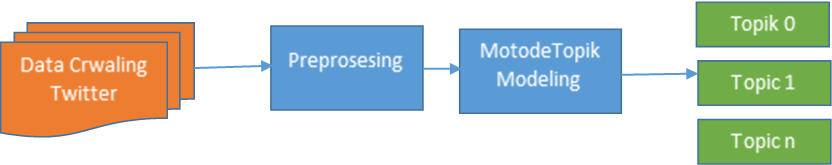 Data Crwaling
Twitter
Preprosesing
MotodeTopik
Modeling
Topik 0
Topic 1
Topic n